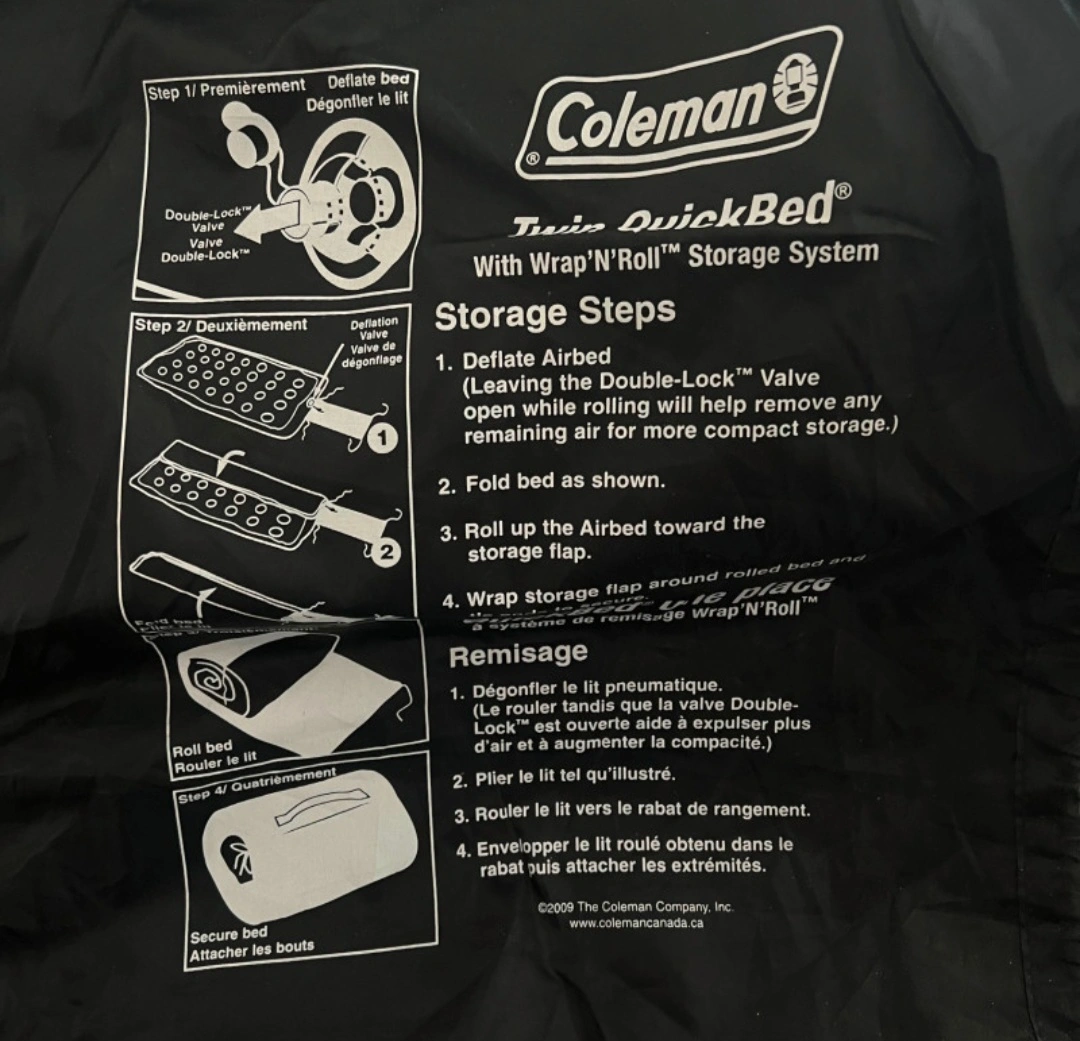 Step 1/ Premièrement
Deflate bed
Dégonfler le lit
Double-Lock™
Valve
Valve
Double-Lock™
Step 2/ Deuxièmement
Deflation
Valve
Valve de
dégonflage
1
2
Fold bed
Roll bed
Rouler le lit
Step 4/ Quatrièmement
Secure bed
Attacher les bouts
Coleman
®
Twin QuickBed®
With Wrap'N'Roll™ Storage System
Storage Steps
1. Deflate Airbed
(Leaving the Double-Lock™ Valve
open while rolling will help remove any
remaining air for more compact storage.)
2. Fold bed as shown.
3. Roll up the Airbed toward the
storage flap.
4. Wrap storage flap around rolled bed and
à système de remisage Wrap'N'Roll™
Remisage
1. Dégonfler le lit pneumatique.
(Le rouler tandis que la valve Double-
Lock™ est ouverte aide à expulser plus
d'air et à augmenter la compacité.)
2. Plier le lit tel qu'illustré.
3. Rouler le lit vers le rabat de rangement.
4. Envelopper le lit roulé obtenu dans le
rabat puis attacher les extrémités.
©2009 The Coleman Company, Inc.
www.colemancanada.ca